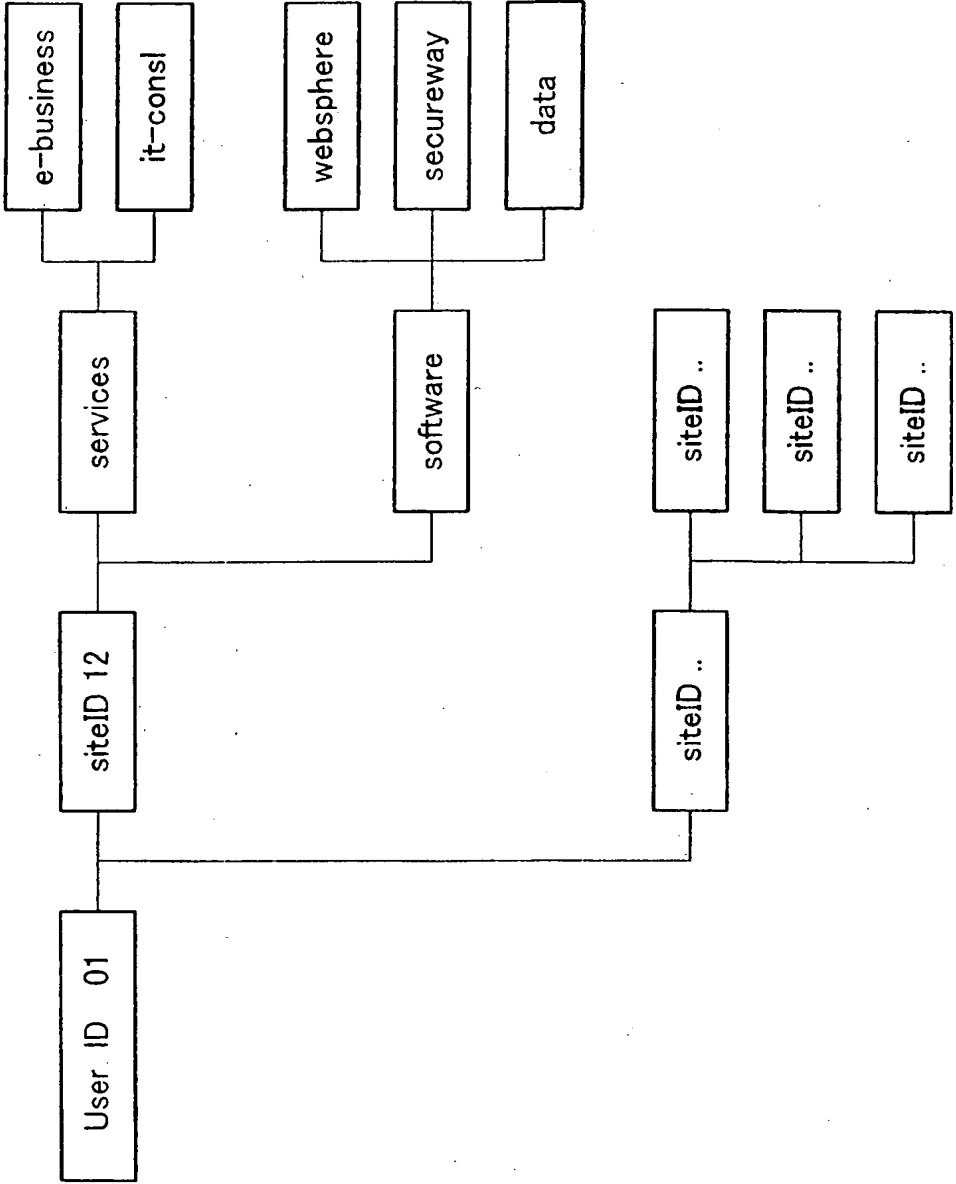 User ID 01
siteID 12
services
e-business
it-consl
software
websphere
secureway
data
siteID ..
siteID ..
siteID ..
siteID ..